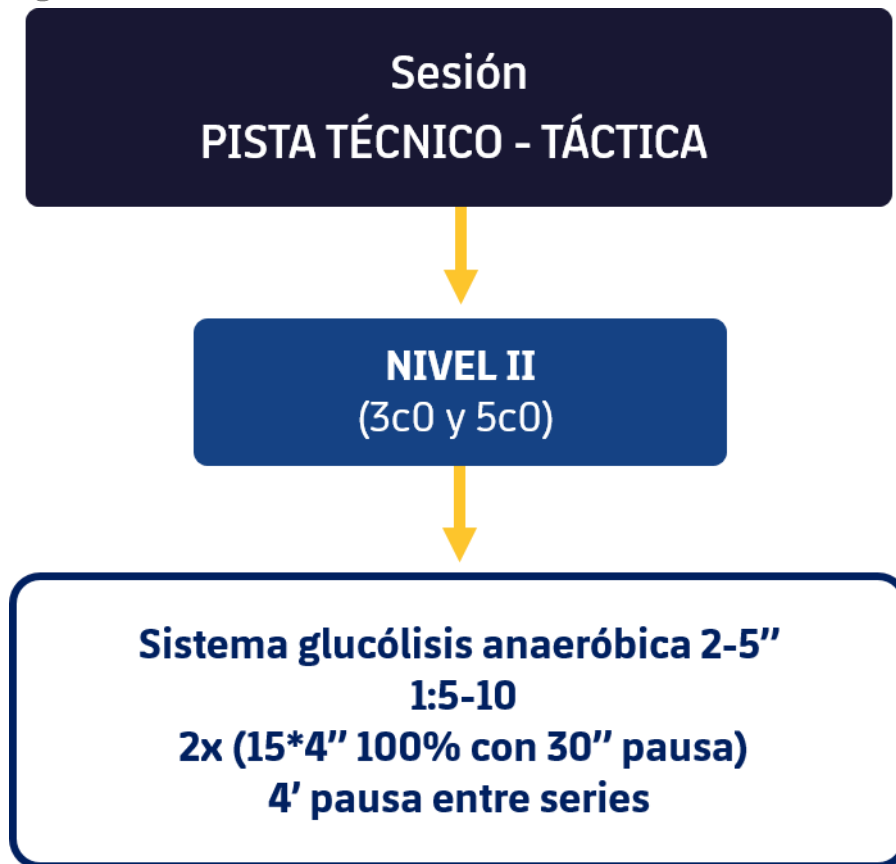 Sesión
PISTA TÉCNICO - TÁCTICA
NIVEL II
(3c0 y 5c0)
Sistema glucólisis anaeróbica 2-5”
1:5-10
2x (15*4” 100% con 30” pausa)
4’ pausa entre series